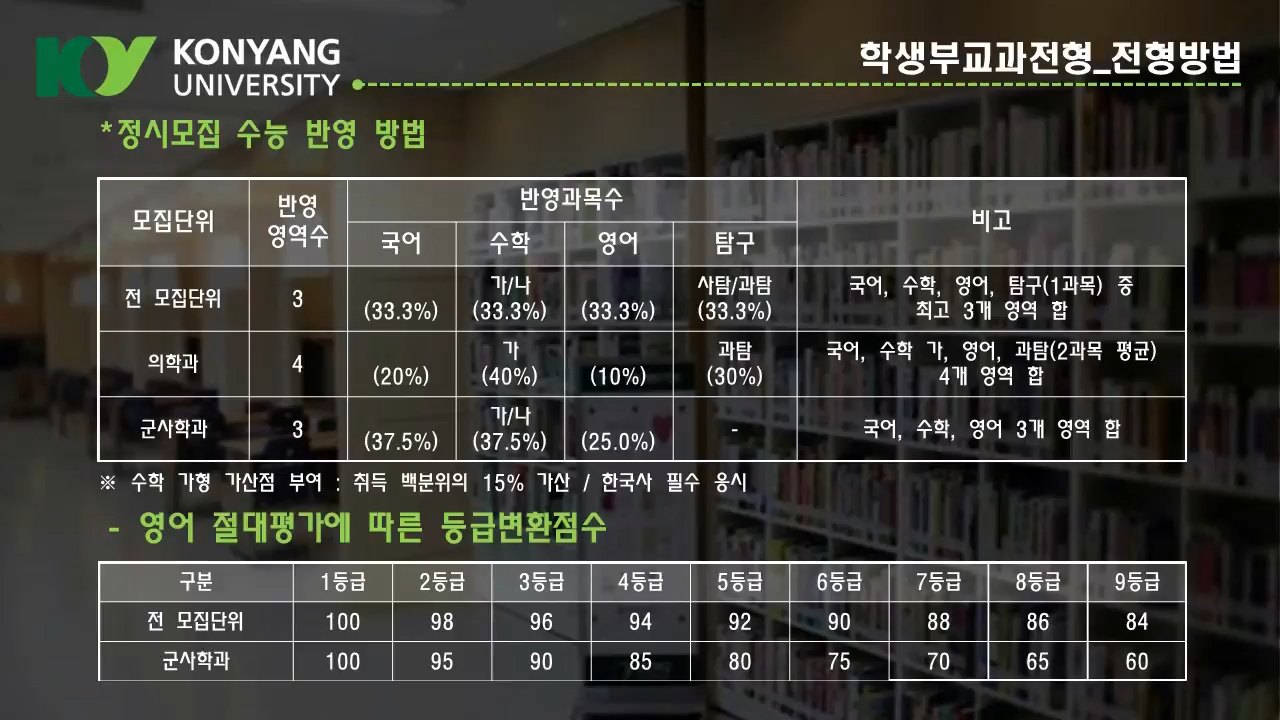 KONYANG
UNIVERSITY
학생부교과전형_전형방법
*정시모집 수능 반영 방법
모집단위 반영 영역수 반영과목수 비고
국어 수학 영어 탐구
전 모집단위 3 (33.3%) 가/나 (33.3%) (33.3%) 사탐/과탐 (33.3%) 국어, 수학, 영어, 탐구(1과목) 중 최고 3개 영역 합
의학과 4 (20%) 가 (40%) (10%) 과탐 (30%) 국어, 수학 가, 영어, 과탐(2과목 평균) 4개 영역 합
군사학과 3 (37.5%) 가/나 (37.5%) (25.0%) - 국어, 수학, 영어 3개 영역 합
※ 수학 가형 가산점 부여 : 취득 백분위의 15% 가산 / 한국사 필수 응시
- 영어 절대평가에 따른 등급변환점수
구분 1등급 2등급 3등급 4등급 5등급 6등급 7등급 8등급 9등급
전 모집단위 100 98 96 94 92 90 88 86 84
군사학과 100 95 90 85 80 75 70 65 60